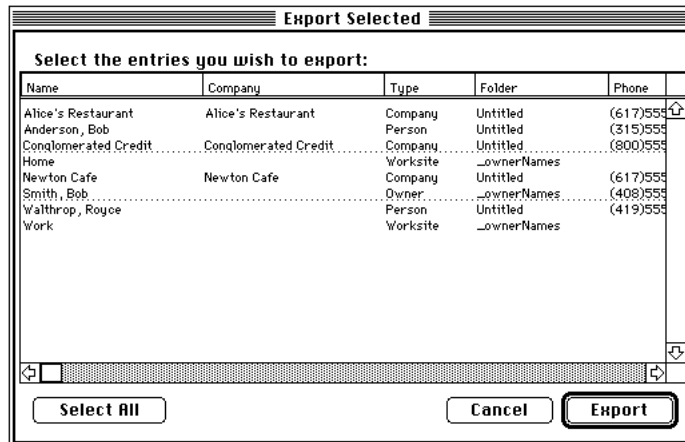 Export Selected
Select the entries you wish to export:
Name Company Type Folder Phone
Alice's Restaurant Alice's Restaurant Company Untitled (617)555
Anderson, Bob Person Untitled (315)555
Conglomerated Credit Conglomerated Credit Company Untitled (800)555
Home Worksite _ownerNames
Newton Cafe Newton Cafe Company Untitled (617)555
Smith, Bob Owner _ownerNames (408)555
Walthrop, Royce Person Untitled (419)555
Work Worksite _ownerNames
Select All Cancel Export